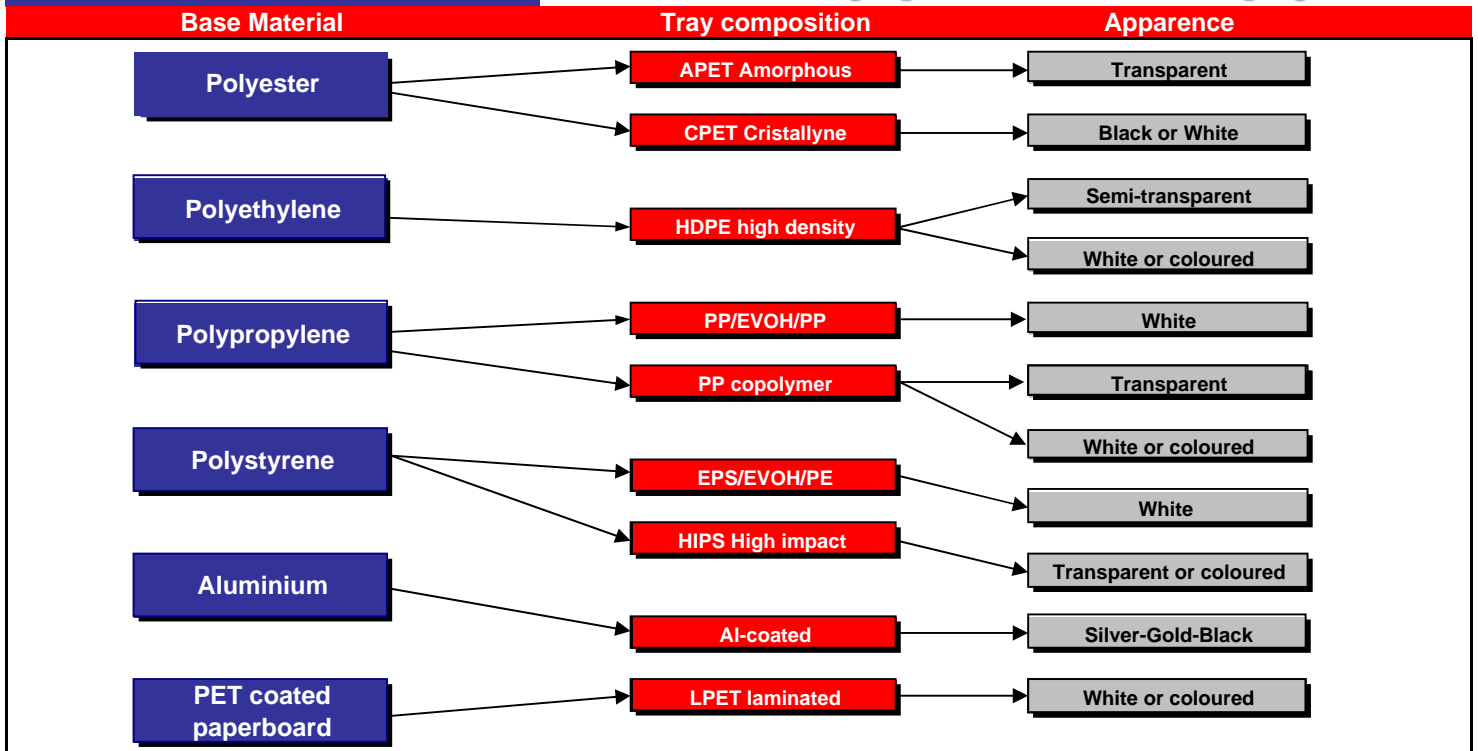 Base Material Tray composition Apparence
Polyester
APET Amorphous
Transparent
CPET Cristallyne
Black or White
Polyethylene
HDPE high density
Semi-transparent
White or coloured
Polypropylene
PP/EVOH/PP
White
PP copolymer
Transparent
White or coloured
Polystyrene
EPS/EVOH/PE
White
HIPS High impact
Transparent or coloured
Aluminium
Al-coated
Silver-Gold-Black
PET coated
paperboard
LPET laminated
White or coloured